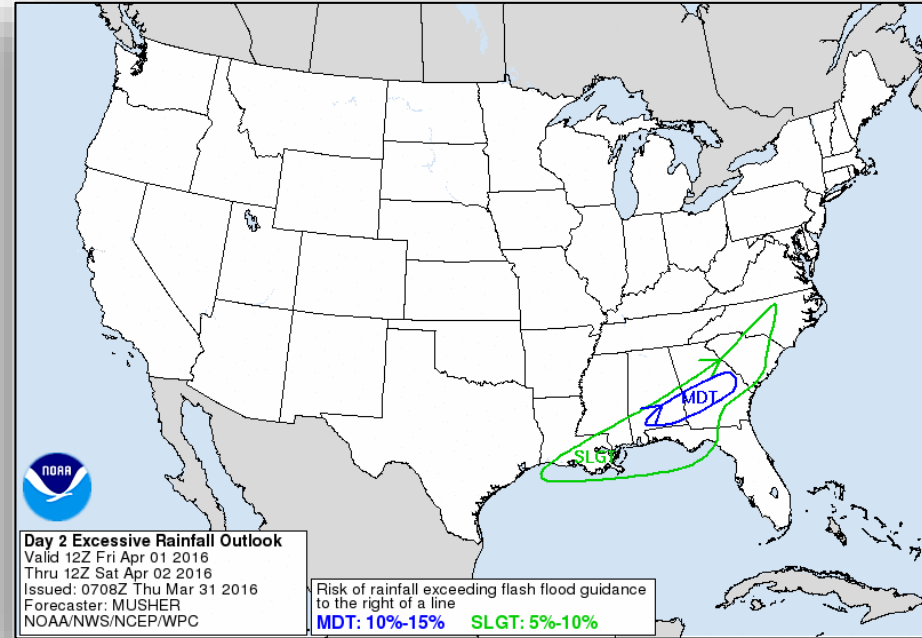 MDT
SLGT
NOAA
Day 2 Excessive Rainfall Outlook
Valid 12Z Fri Apr 01 2016
Thru 12Z Sat Apr 02 2016
Issued: 0708Z Thu Mar 31 2016
Forecaster: MUSHER
NOAA/NWS/NCEP/WPC
Risk of rainfall exceeding flash flood guidance
to the right of a line
MDT: 10%-15% SLGT: 5%-10%